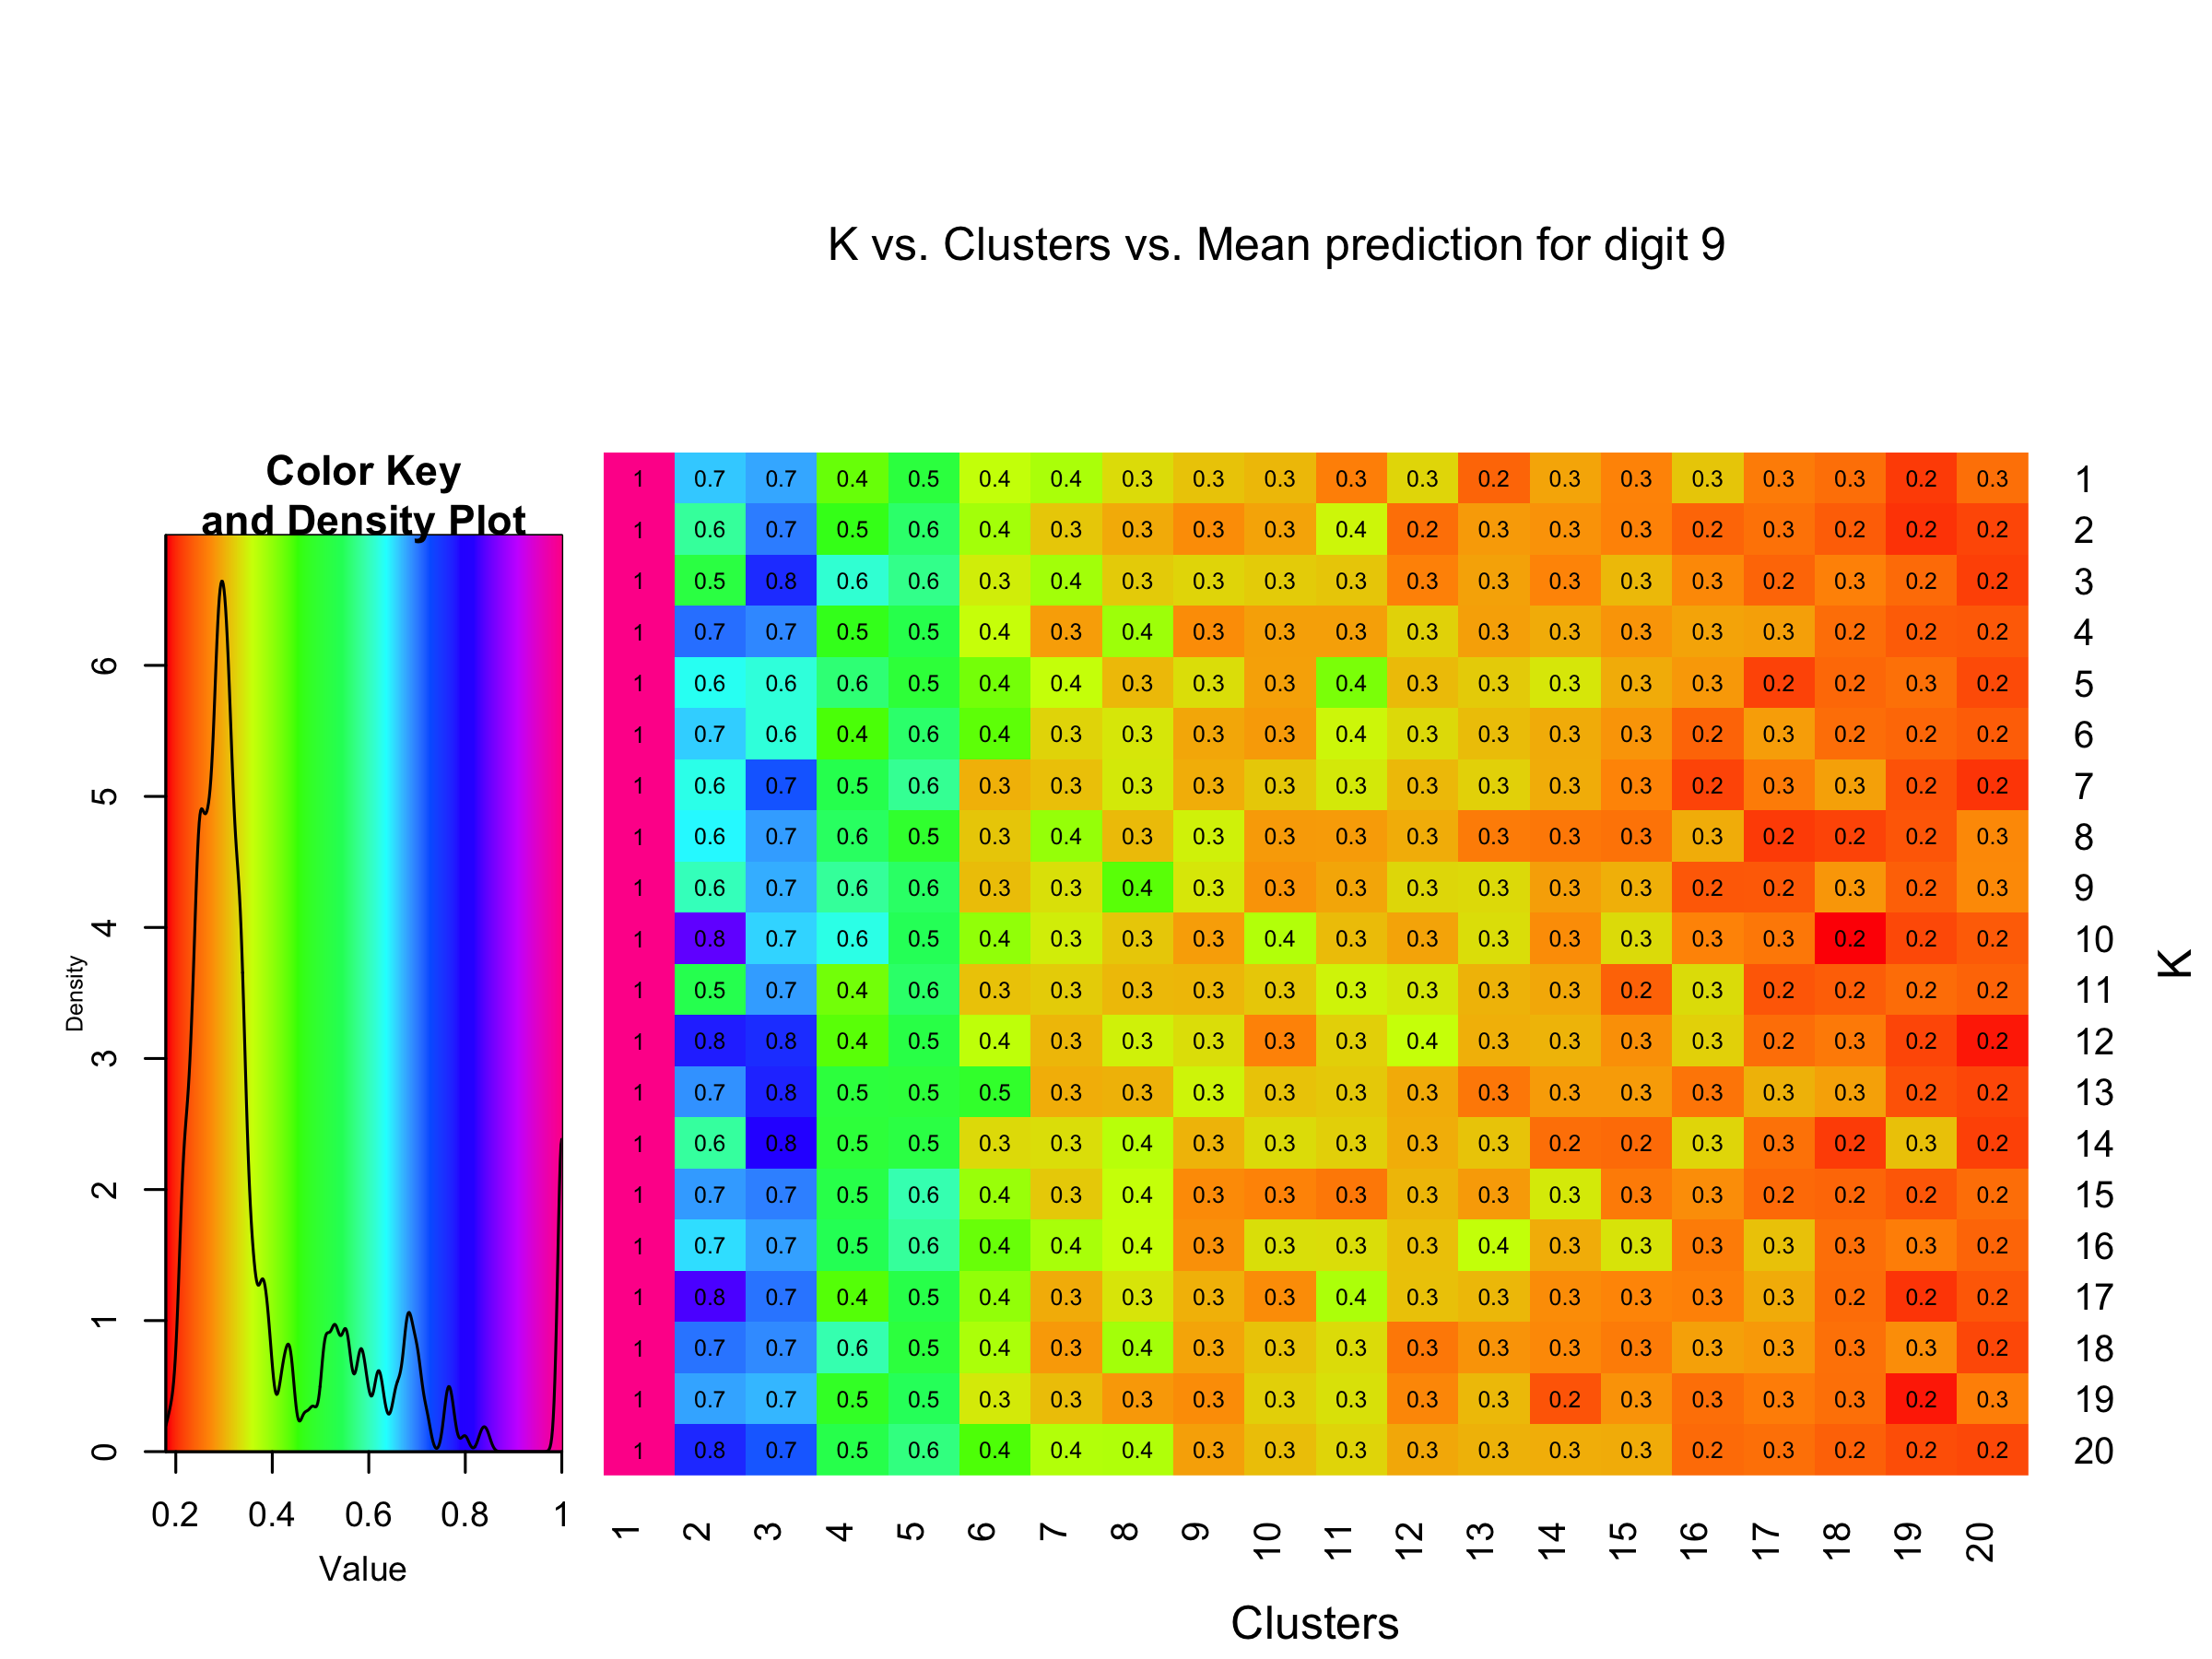 K vs. Clusters vs. Mean prediction for digit 9
Color Key
and Density Plot
Density
0 1 2 3 4 5 6
0.2 0.4 0.6 0.8 1
Value
1 0.7 0.7 0.4 0.5 0.4 0.4 0.3 0.3 0.3 0.3 0.3 0.2 0.3 0.3 0.3 0.3 0.3 0.2 0.3 1
1 0.6 0.7 0.5 0.6 0.4 0.3 0.3 0.3 0.3 0.4 0.2 0.3 0.3 0.3 0.2 0.3 0.2 0.2 0.2 2
1 0.5 0.8 0.6 0.6 0.3 0.4 0.3 0.3 0.3 0.3 0.3 0.3 0.3 0.3 0.3 0.2 0.3 0.2 0.2 3
1 0.7 0.7 0.5 0.5 0.4 0.3 0.4 0.3 0.3 0.3 0.3 0.3 0.3 0.3 0.3 0.3 0.2 0.2 0.2 4
1 0.6 0.6 0.6 0.5 0.4 0.4 0.3 0.3 0.3 0.4 0.3 0.3 0.3 0.3 0.3 0.2 0.2 0.3 0.2 5
1 0.7 0.6 0.4 0.6 0.4 0.3 0.3 0.3 0.3 0.4 0.3 0.3 0.3 0.3 0.2 0.3 0.2 0.2 0.2 6
1 0.6 0.7 0.5 0.6 0.3 0.3 0.3 0.3 0.3 0.3 0.3 0.3 0.3 0.3 0.2 0.3 0.3 0.2 0.2 7
1 0.6 0.7 0.6 0.5 0.3 0.4 0.3 0.3 0.3 0.3 0.3 0.3 0.3 0.3 0.3 0.2 0.2 0.2 0.3 8
1 0.6 0.7 0.6 0.6 0.3 0.3 0.4 0.3 0.3 0.3 0.3 0.3 0.3 0.3 0.2 0.2 0.3 0.2 0.3 9
1 0.8 0.7 0.6 0.5 0.4 0.3 0.3 0.3 0.4 0.3 0.3 0.3 0.3 0.3 0.3 0.3 0.2 0.2 0.2 10
1 0.5 0.7 0.4 0.6 0.3 0.3 0.3 0.3 0.3 0.3 0.3 0.3 0.3 0.2 0.3 0.2 0.2 0.2 0.2 11
1 0.8 0.8 0.4 0.5 0.4 0.3 0.3 0.3 0.3 0.3 0.4 0.3 0.3 0.3 0.3 0.2 0.3 0.2 0.2 12
1 0.7 0.8 0.5 0.5 0.5 0.3 0.3 0.3 0.3 0.3 0.3 0.3 0.3 0.3 0.3 0.3 0.3 0.2 0.2 13
1 0.6 0.8 0.5 0.5 0.3 0.3 0.4 0.3 0.3 0.3 0.3 0.3 0.2 0.2 0.3 0.3 0.2 0.3 0.2 14
1 0.7 0.7 0.5 0.6 0.4 0.3 0.4 0.3 0.3 0.3 0.3 0.3 0.3 0.3 0.3 0.2 0.2 0.2 0.2 15
1 0.7 0.7 0.5 0.6 0.4 0.4 0.4 0.3 0.3 0.3 0.3 0.4 0.3 0.3 0.3 0.3 0.3 0.3 0.2 16
1 0.8 0.7 0.4 0.5 0.4 0.3 0.3 0.3 0.3 0.4 0.3 0.3 0.3 0.3 0.3 0.3 0.2 0.2 0.2 17
1 0.7 0.7 0.6 0.5 0.4 0.3 0.4 0.3 0.3 0.3 0.3 0.3 0.3 0.3 0.3 0.3 0.3 0.3 0.2 18
1 0.7 0.7 0.5 0.5 0.3 0.3 0.3 0.3 0.3 0.3 0.3 0.3 0.2 0.3 0.3 0.3 0.3 0.2 0.3 19
1 0.8 0.7 0.5 0.6 0.4 0.4 0.4 0.3 0.3 0.3 0.3 0.3 0.3 0.3 0.2 0.3 0.2 0.2 0.2 20
K
1 2 3 4 5 6 7 8 9 10 11 12 13 14 15 16 17 18 19 20
Clusters